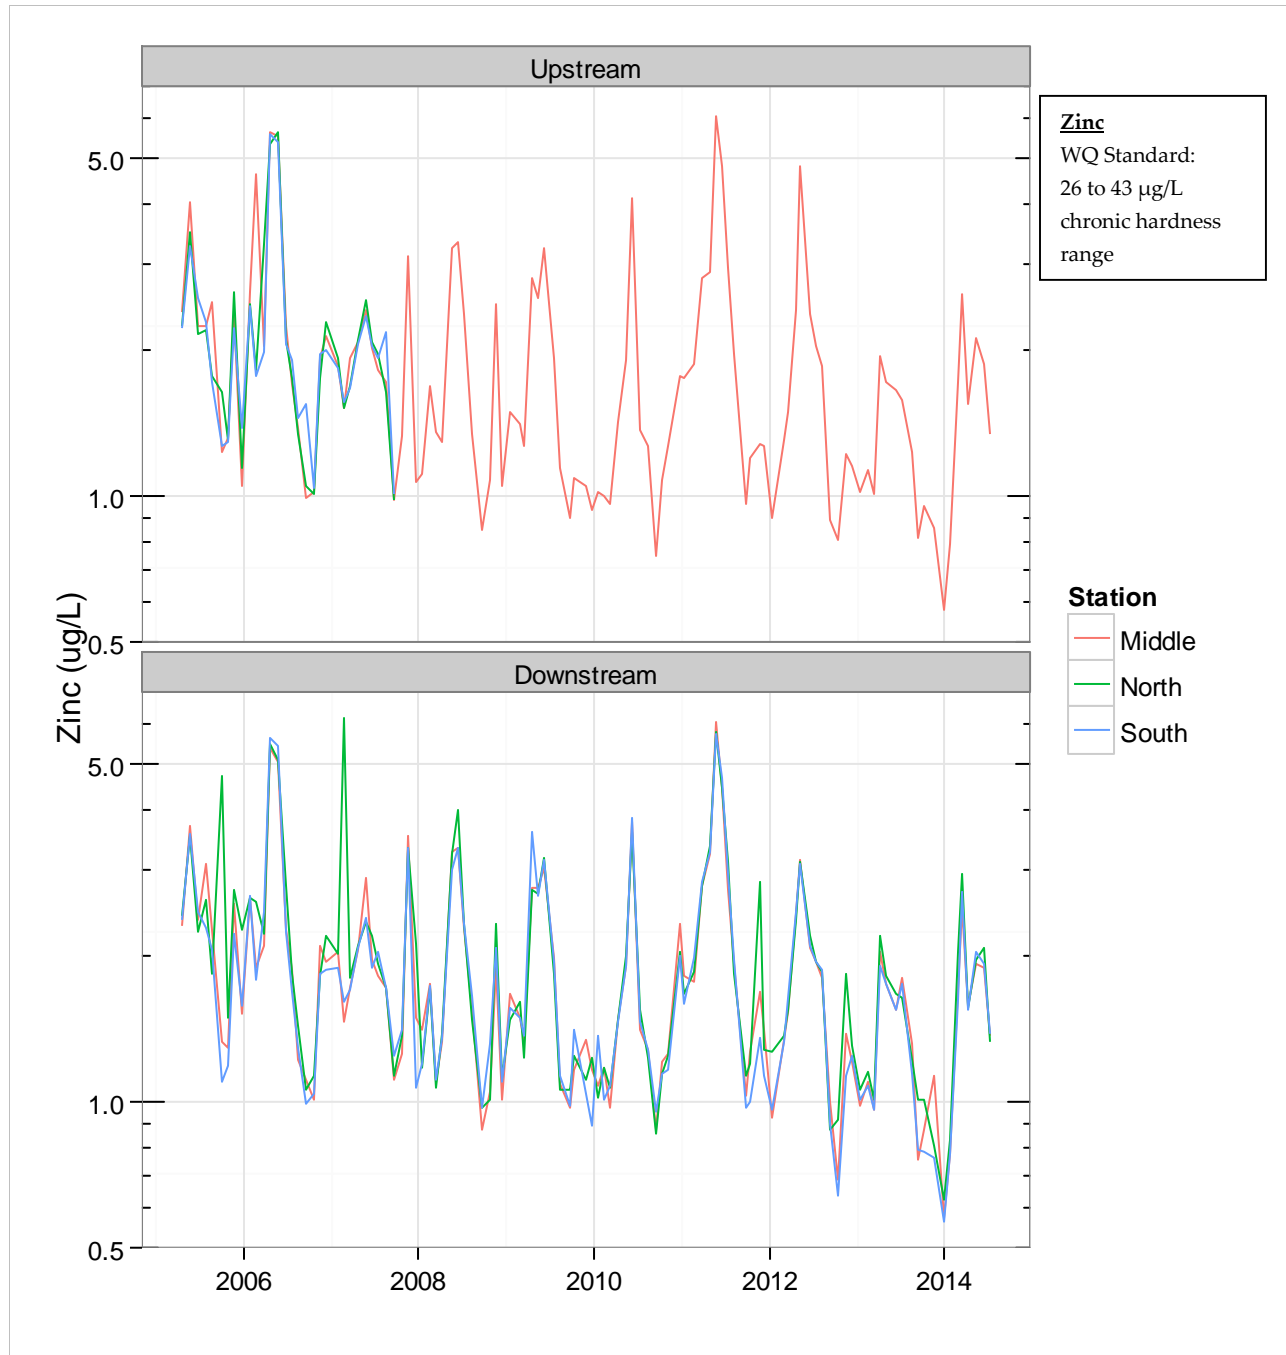 Upstream
5.0
1.0
0.5
Zinc
WQ Standard:
26 to 43 µg/L
chronic hardness
range
Zinc (ug/L)
Station
Middle
North
South
Downstream
5.0
1.0
0.5
2006 2008 2010 2012 2014